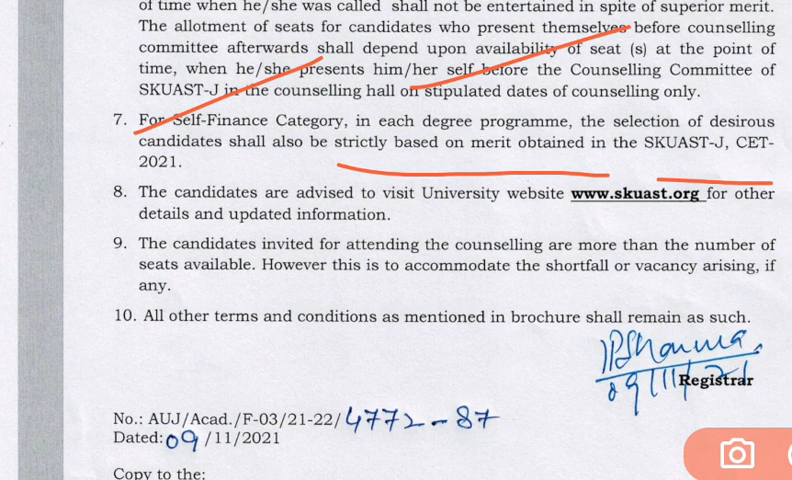 of time when he/she was called shall not be entertained in spite of superior merit.
The allotment of seats for candidates who present themselves before counselling
committee afterwards shall depend upon availability of seat (s) at the point of
time, when he/she presents him/her self before the Counselling Committee of
SKUAST-J in the counselling hall on stipulated dates of counselling only.
7. For Self-Finance Category, in each degree programme, the selection of desirous
candidates shall also be strictly based on merit obtained in the SKUAST-J, CET-
2021.
8. The candidates are advised to visit University website www.skuast.org for other
details and updated information.
9. The candidates invited for attending the counselling are more than the number of
seats available. However this is to accommodate the shortfall or vacancy arising, if
any.
10. All other terms and conditions as mentioned in brochure shall remain as such.
IPSharma
09/11/21
Registrar
No.: AUJ/Acad./F-03/21-22/4772-87
Dated: 09/11/2021
Copy to the: